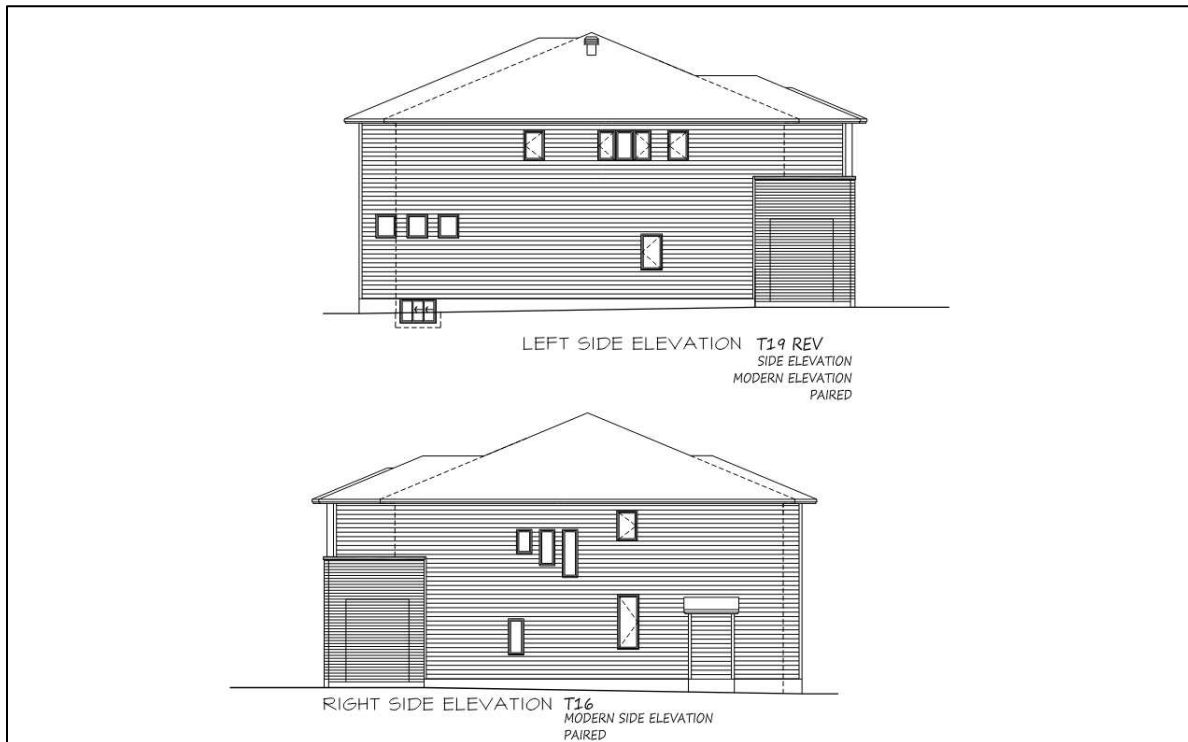 LEFT SIDE ELEVATION T19 REV
SIDE ELEVATION
MODERN ELEVATION
PAIRED
RIGHT SIDE ELEVATION T16
MODERN SIDE ELEVATION
PAIRED